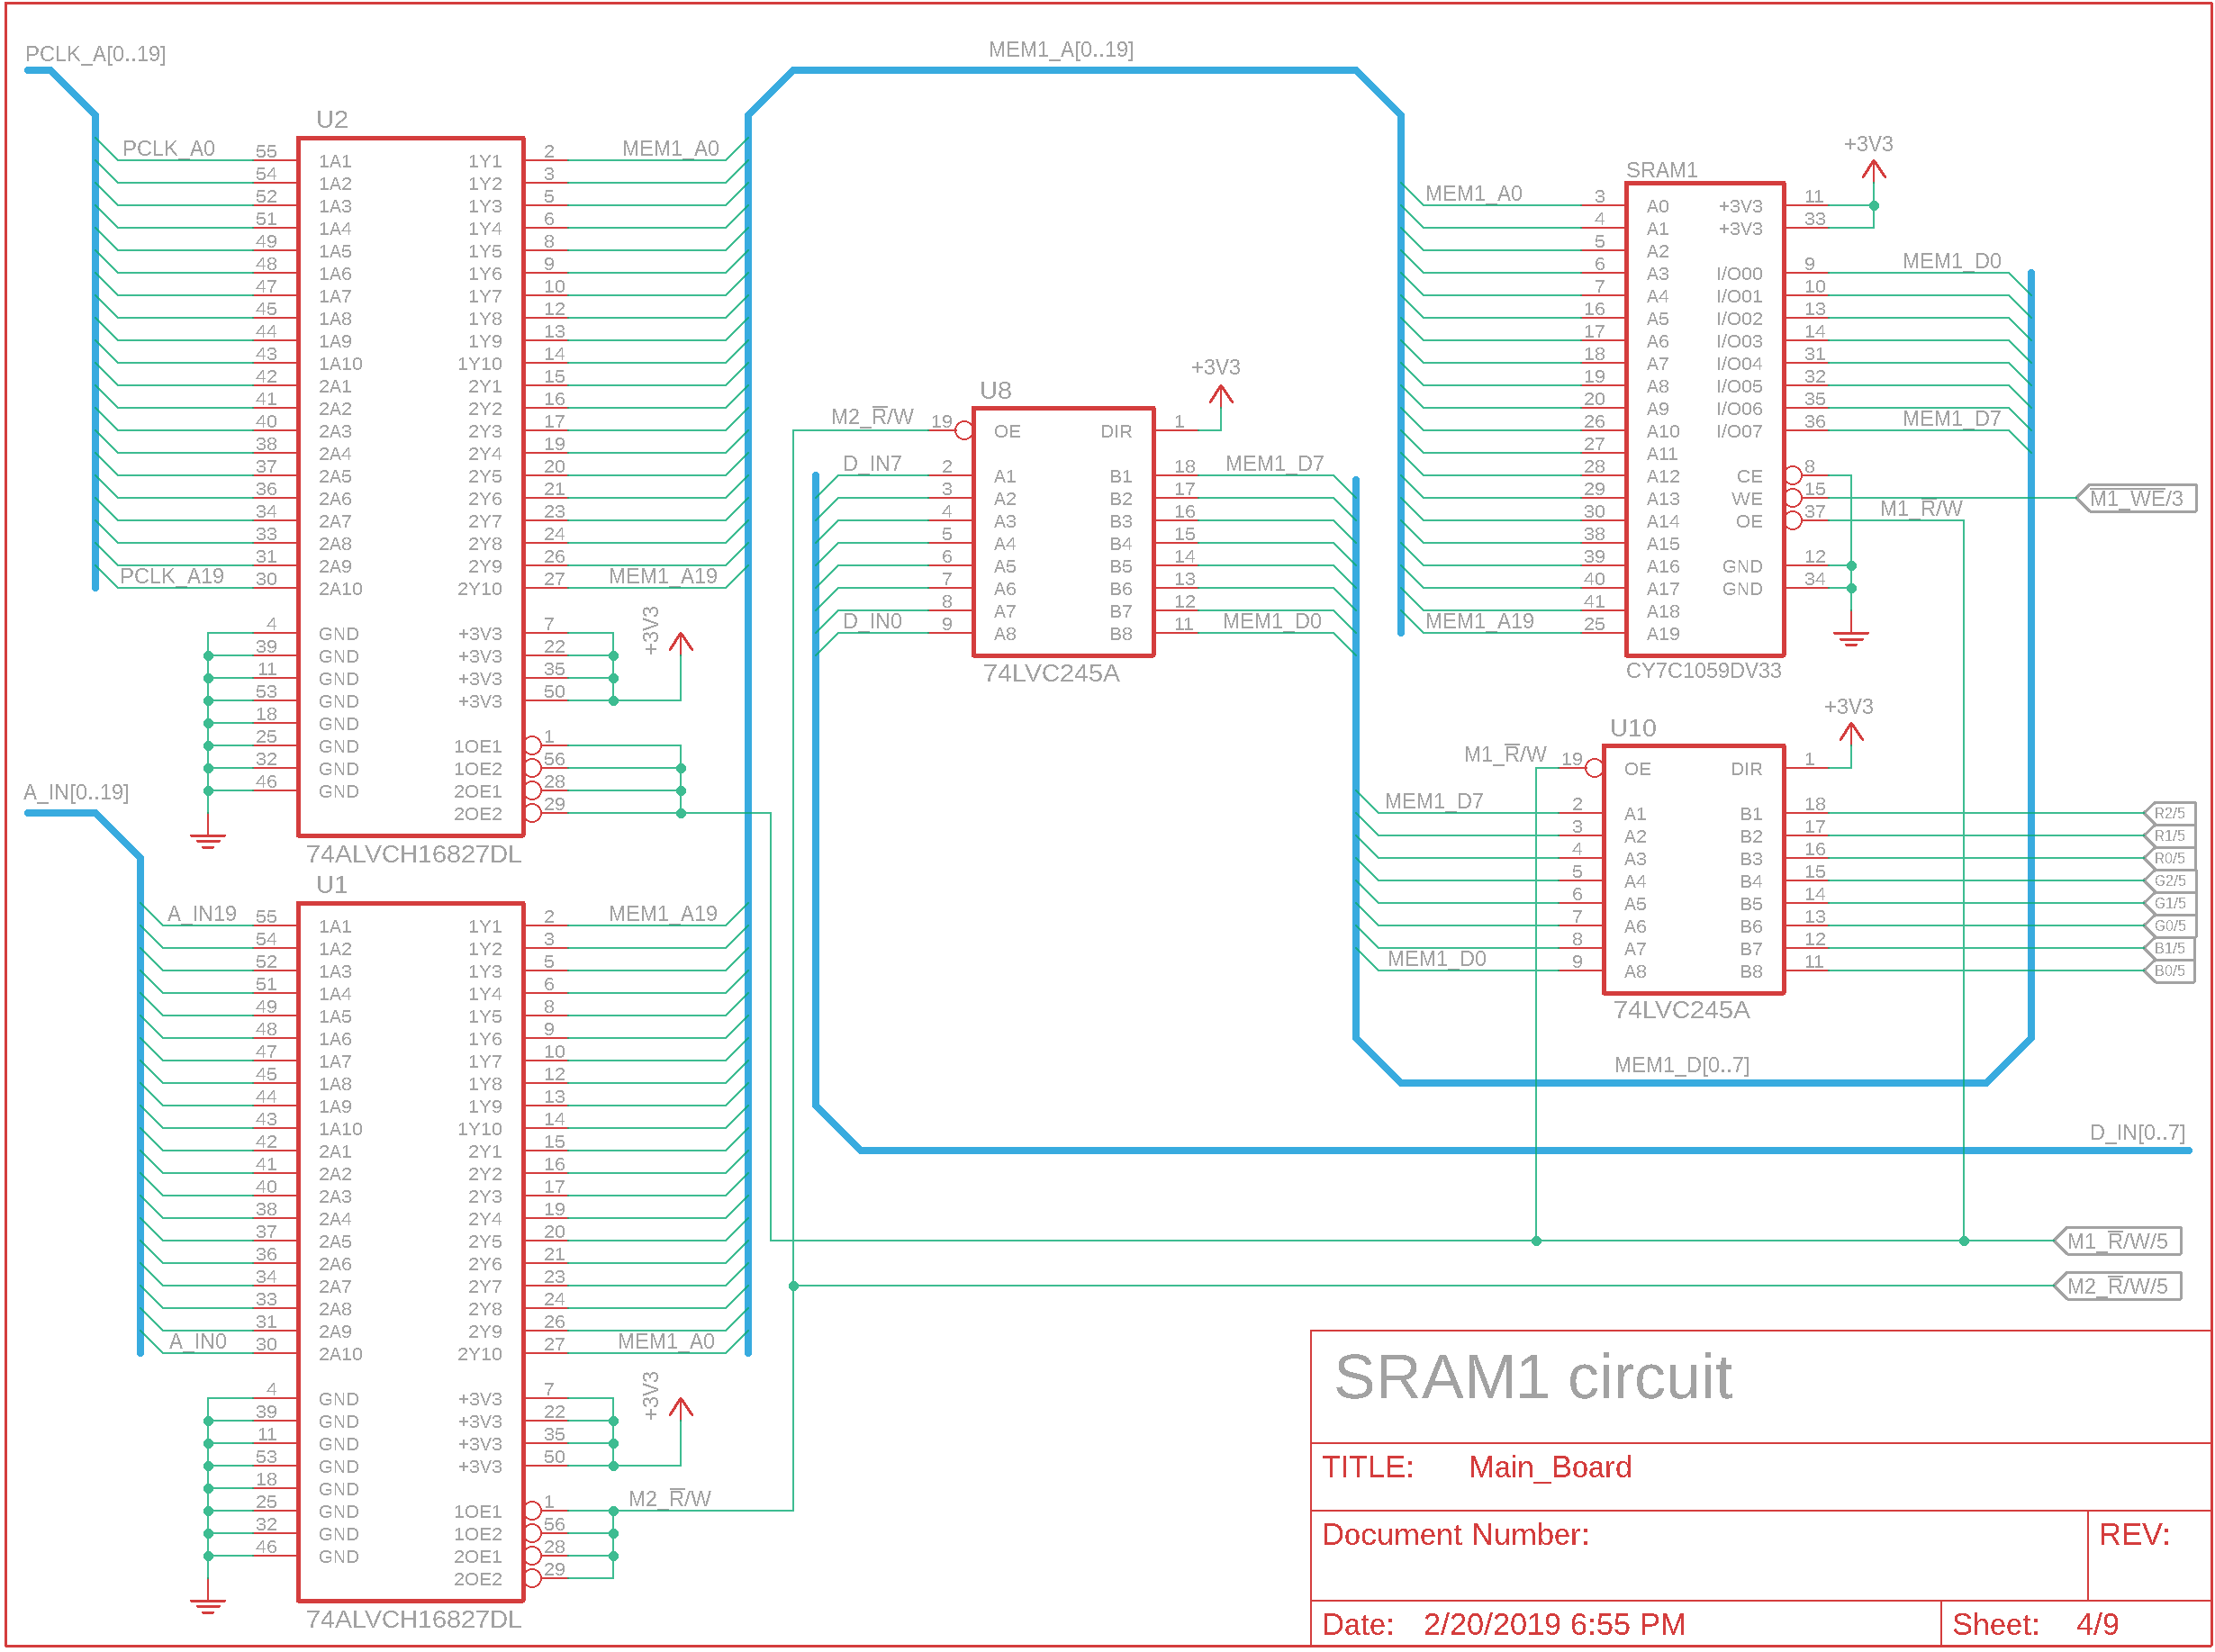 PCLK_A[0..19]
MEM1_A[0..19]
U2
PCLK_A0 55 1A1 1Y1 2 MEM1_A0
54 1A2 1Y2 3
52 1A3 1Y3 5
51 1A4 1Y4 6
49 1A5 1Y5 8
48 1A6 1Y6 9
47 1A7 1Y7 10
45 1A8 1Y8 12
44 1A9 1Y9 13
43 1A10 1Y10 14
42 2A1 2Y1 15
41 2A2 2Y2 16
40 2A3 2Y3 17
38 2A4 2Y4 19
37 2A5 2Y5 20
36 2A6 2Y6 21
34 2A7 2Y7 23
33 2A8 2Y8 24
31 2A9 2Y9 26
PCLK_A19 30 2A10 2Y10 27 MEM1_A19
4 GND +3V3 7
39 GND +3V3 22
11 GND +3V3 35
53 GND +3V3 50
+3V3
18 GND
25 GND 1OE1 1
32 GND 1OE2 56
46 GND 2OE1 28
2OE2 29
74ALVCH16827DL
A_IN[0..19]
U1
A_IN19 55 1A1 1Y1 2 MEM1_A19
54 1A2 1Y2 3
52 1A3 1Y3 5
51 1A4 1Y4 6
49 1A5 1Y5 8
48 1A6 1Y6 9
47 1A7 1Y7 10
45 1A8 1Y8 12
44 1A9 1Y9 13
43 1A10 1Y10 14
42 2A1 2Y1 15
41 2A2 2Y2 16
40 2A3 2Y3 17
38 2A4 2Y4 19
37 2A5 2Y5 20
36 2A6 2Y6 21
34 2A7 2Y7 23
33 2A8 2Y8 24
31 2A9 2Y9 26
A_IN0 30 2A10 2Y10 27 MEM1_A0
4 GND +3V3 7
39 GND +3V3 22
11 GND +3V3 35
53 GND +3V3 50
+3V3
18 GND
25 GND 1OE1 1 M2_R̅/W
32 GND 1OE2 56
46 GND 2OE1 28
2OE2 29
74ALVCH16827DL
+3V3
U8
M2_R̅/W 19 OE DIR 1
D_IN7 2 A1 B1 18 MEM1_D7
3 A2 B2 17
4 A3 B3 16
5 A4 B4 15
6 A5 B5 14
7 A6 B6 13
8 A7 B7 12
D_IN0 9 A8 B8 11 MEM1_D0
74LVC245A
+3V3
SRAM1
MEM1_A0 3 A0 +3V3 11
4 A1 +3V3 33
5 A2
6 A3 I/O00 9 MEM1_D0
7 A4 I/O01 10
16 A5 I/O02 13
17 A6 I/O03 14
18 A7 I/O04 31
19 A8 I/O05 32
20 A9 I/O06 35
26 A10 I/O07 36 MEM1_D7
27 A11
28 A12 CE 8
29 A13 WE 15 M1_W̅E̅/3
30 A14 OE 37 M1_R̅/W
38 A15
39 A16 GND 12
40 A17 GND 34
41 A18
MEM1_A19 25 A19
CY7C1059DV33
+3V3
U10
M1_R̅/W 19 OE DIR 1
MEM1_D7 2 A1 B1 18 R2/5
3 A2 B2 17 R1/5
4 A3 B3 16 R0/5
5 A4 B4 15 G2/5
6 A5 B5 14 G1/5
7 A6 B6 13 G0/5
8 A7 B7 12 B1/5
MEM1_D0 9 A8 B8 11 B0/5
74LVC245A
MEM1_D[0..7]
D_IN[0..7]
M1_R̅/W/5
M2_R̅/W/5
SRAM1 circuit
TITLE: Main_Board
Document Number: REV:
Date: 2/20/2019 6:55 PM Sheet: 4/9